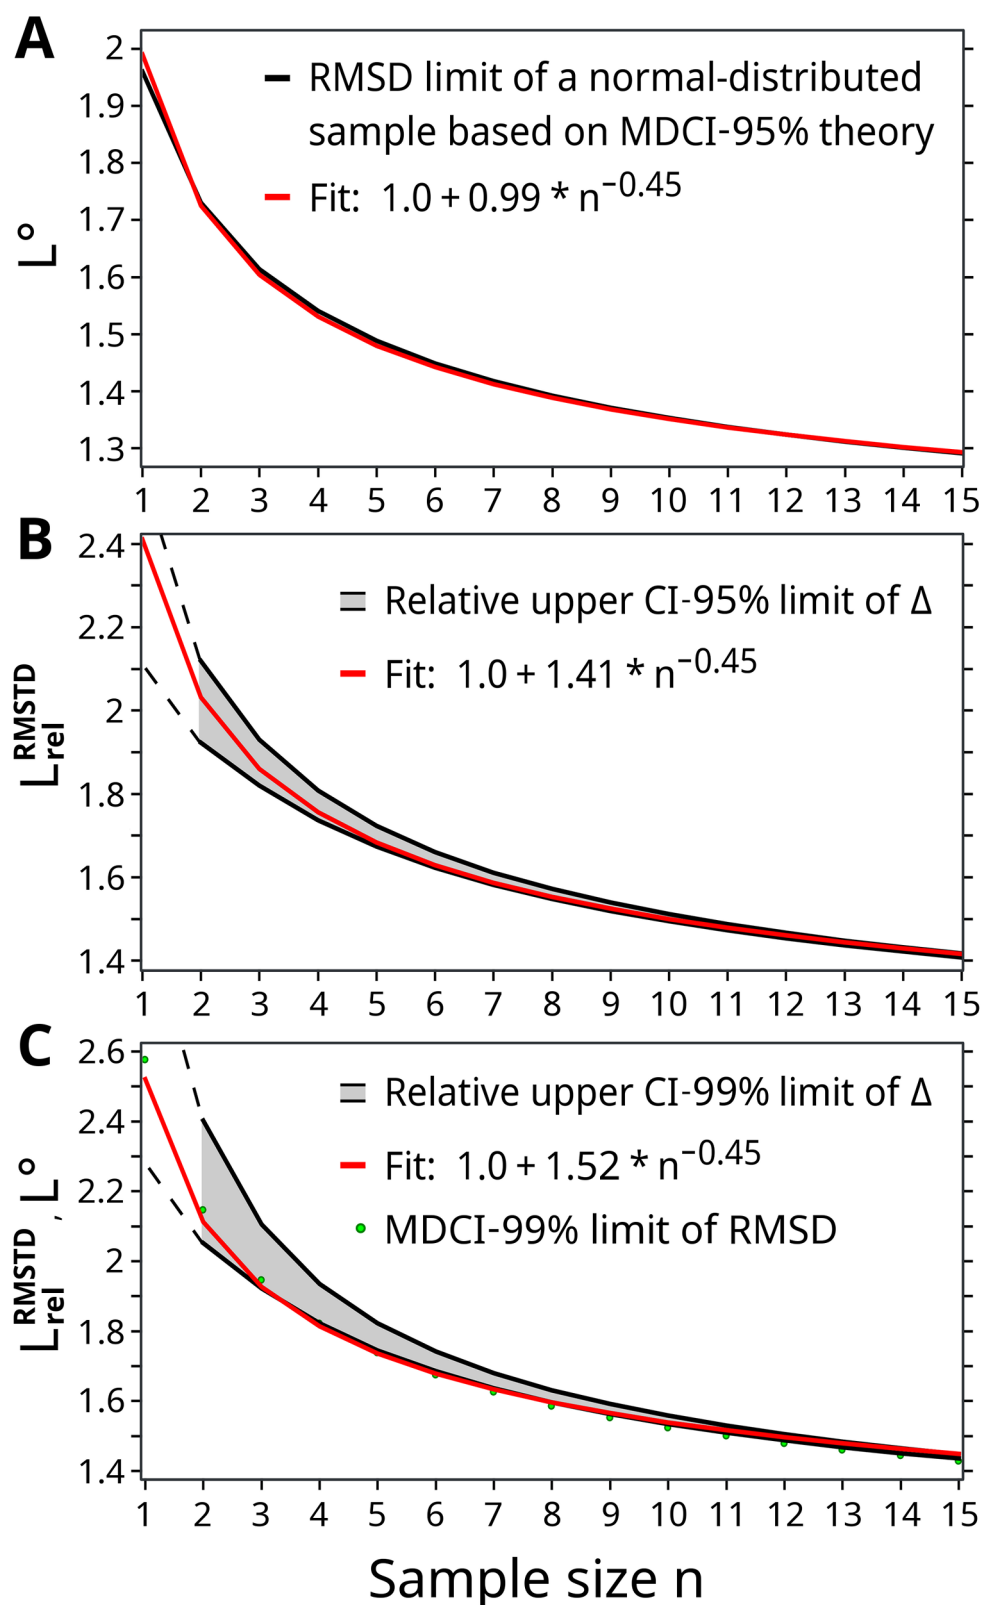 A
2
1.9
1.8
1.7
1.6
1.5
1.4
1.3
L°
RMSD limit of a normal-distributed
sample based on MDCI-95% theory
Fit: 1.0 + 0.99 * n−0.45
1 2 3 4 5 6 7 8 9 10 11 12 13 14 15
B
2.4
2.2
2
1.8
1.6
1.4
LrelRMSTD
Relative upper CI-95% limit of Δ
Fit: 1.0 + 1.41 * n−0.45
1 2 3 4 5 6 7 8 9 10 11 12 13 14 15
C
2.6
2.4
2.2
2
1.8
1.6
1.4
LrelRMSTD, L°
Relative upper CI-99% limit of Δ
Fit: 1.0 + 1.52 * n−0.45
MDCI-99% limit of RMSD
1 2 3 4 5 6 7 8 9 10 11 12 13 14 15
Sample size n